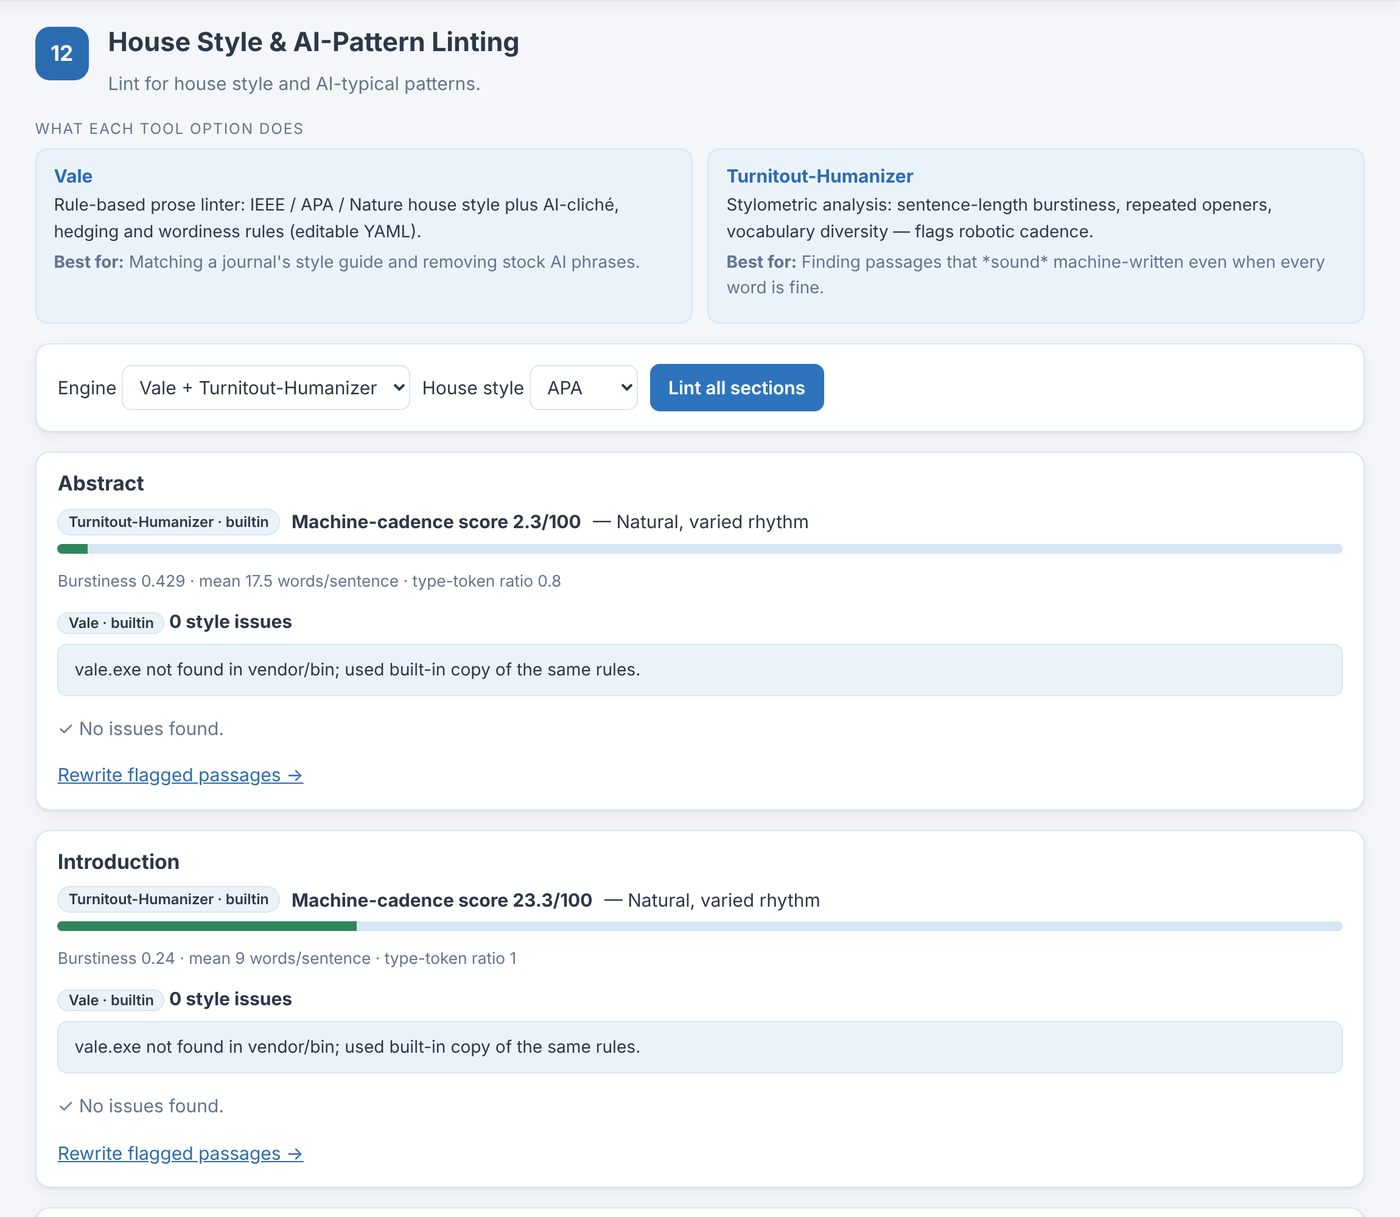 12
House Style & AI-Pattern Linting
Lint for house style and AI-typical patterns.
WHAT EACH TOOL OPTION DOES
Vale
Rule-based prose linter: IEEE / APA / Nature house style plus AI-cliché,
hedging and wordiness rules (editable YAML).
Best for: Matching a journal's style guide and removing stock AI phrases.
Turnitout-Humanizer
Stylometric analysis: sentence-length burstiness, repeated openers,
vocabulary diversity — flags robotic cadence.
Best for: Finding passages that *sound* machine-written even when every
word is fine.
Engine Vale + Turnitout-Humanizer House style APA Lint all sections
Abstract
Turnitout-Humanizer · builtin Machine-cadence score 2.3/100 — Natural, varied rhythm
Burstiness 0.429 · mean 17.5 words/sentence · type-token ratio 0.8
Vale · builtin 0 style issues
vale.exe not found in vendor/bin; used built-in copy of the same rules.
✓ No issues found.
Rewrite flagged passages →
Introduction
Turnitout-Humanizer · builtin Machine-cadence score 23.3/100 — Natural, varied rhythm
Burstiness 0.24 · mean 9 words/sentence · type-token ratio 1
Vale · builtin 0 style issues
vale.exe not found in vendor/bin; used built-in copy of the same rules.
✓ No issues found.
Rewrite flagged passages →